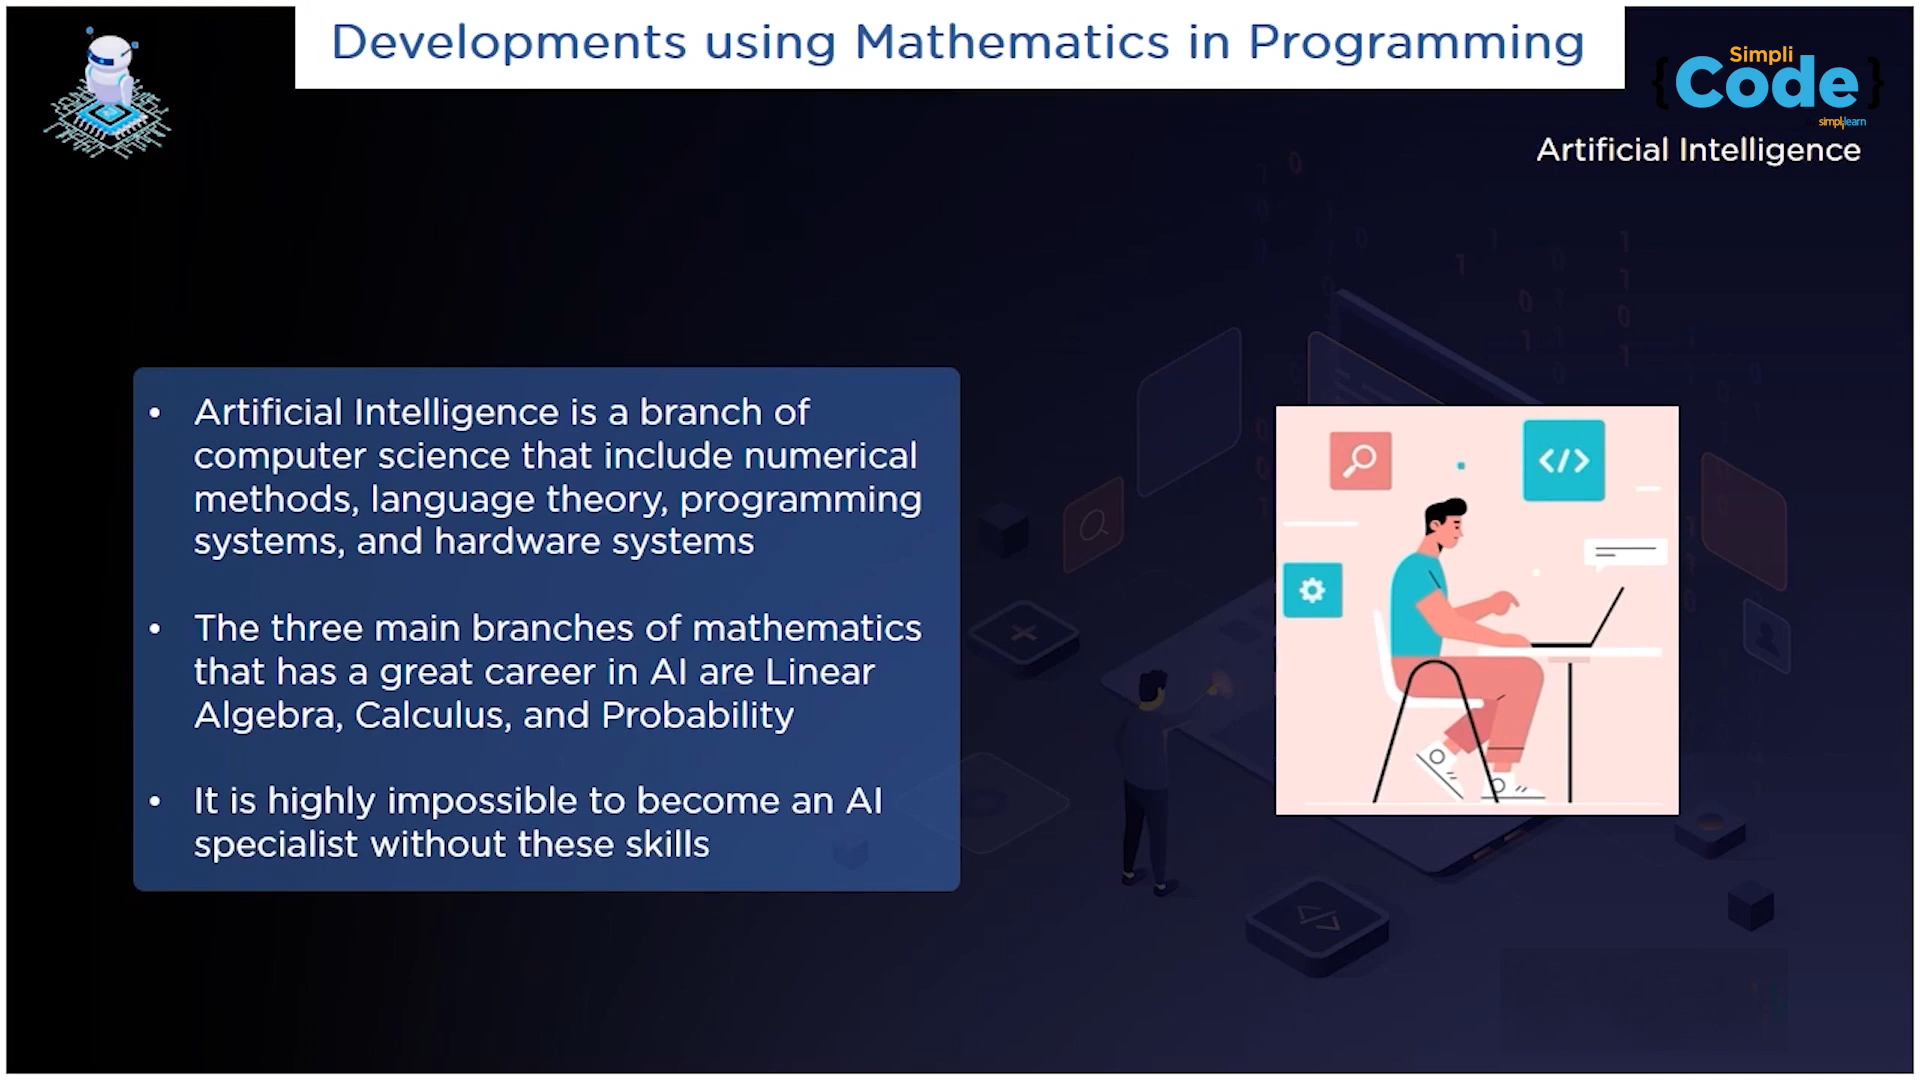 Developments using Mathematics in Programming
Simpli
{Code}
simplilearn
Artificial Intelligence
• Artificial Intelligence is a branch of
computer science that include numerical
methods, language theory, programming
systems, and hardware systems
• The three main branches of mathematics
that has a great career in AI are Linear
Algebra, Calculus, and Probability
• It is highly impossible to become an AI
specialist without these skills